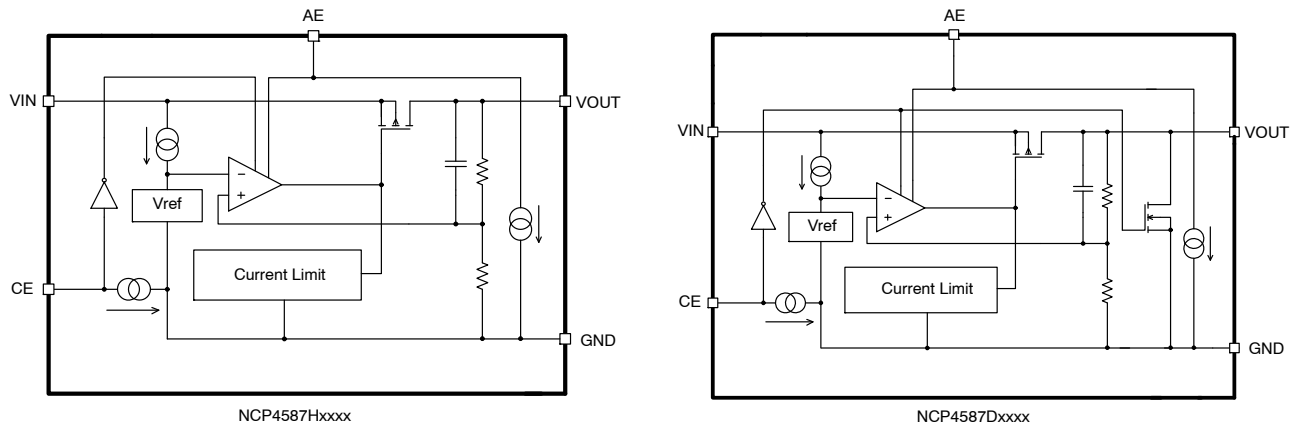 AE
VIN
VOUT
−
+
Vref
Current Limit
CE
GND
NCP4587Hxxxx
AE
VIN
VOUT
−
+
Vref
Current Limit
CE
GND
NCP4587Dxxxx